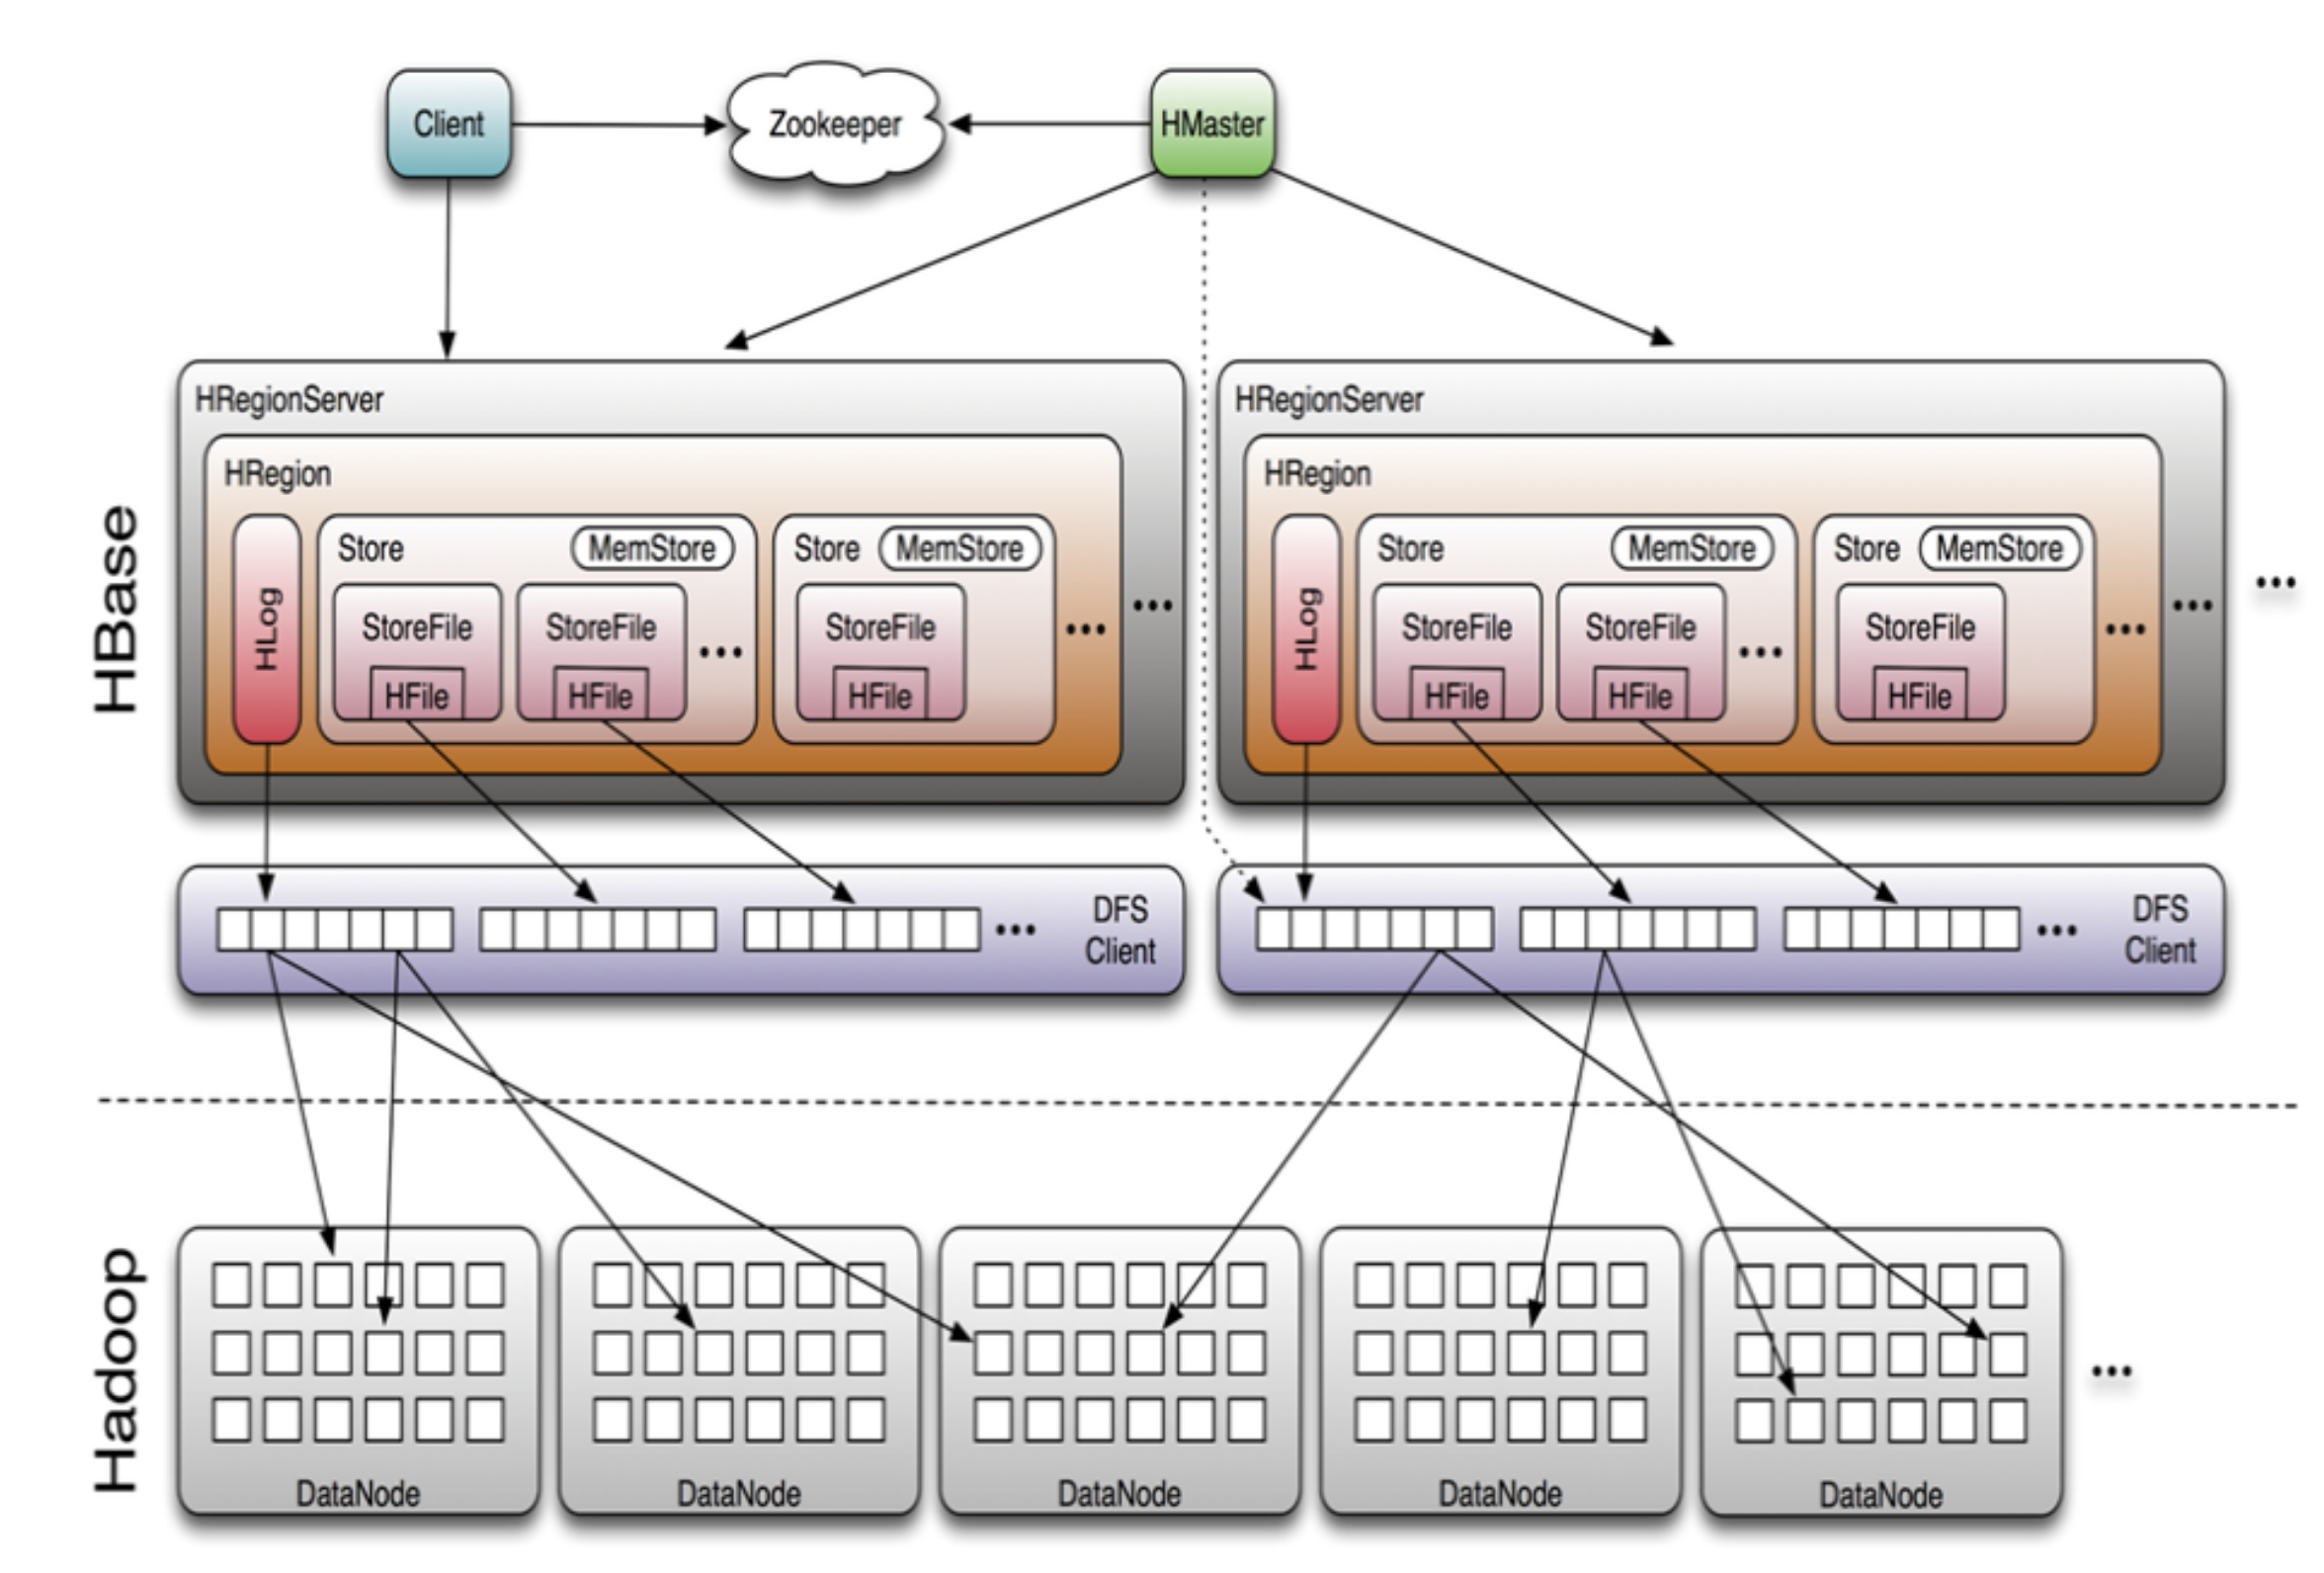 Client
Zookeeper
HMaster
HBase
HRegionServer
HRegion
HLog
Store
MemStore
StoreFile
HFile
StoreFile
HFile
...
Store
MemStore
StoreFile
HFile
...
...
HRegionServer
HRegion
HLog
Store
MemStore
StoreFile
HFile
StoreFile
HFile
...
Store
MemStore
StoreFile
HFile
...
...
...
...
DFS
Client
...
DFS
Client
Hadoop
DataNode
DataNode
DataNode
DataNode
DataNode
...